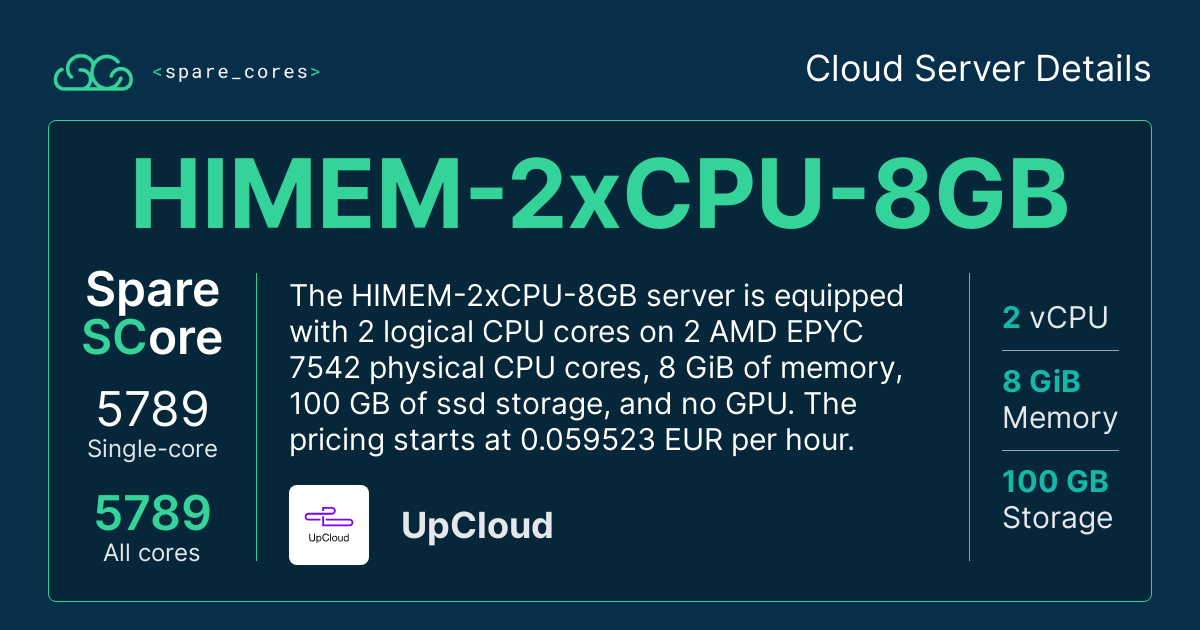 <spare_cores>
Cloud Server Details
HIMEM-2xCPU-8GB
Spare
SCore
5789
Single-core
5789
All cores
The HIMEM-2xCPU-8GB server is equipped
with 2 logical CPU cores on 2 AMD EPYC
7542 physical CPU cores, 8 GiB of memory,
100 GB of ssd storage, and no GPU. The
pricing starts at 0.059523 EUR per hour.
UpCloud
UpCloud
2 vCPU
8 GiB
Memory
100 GB
Storage